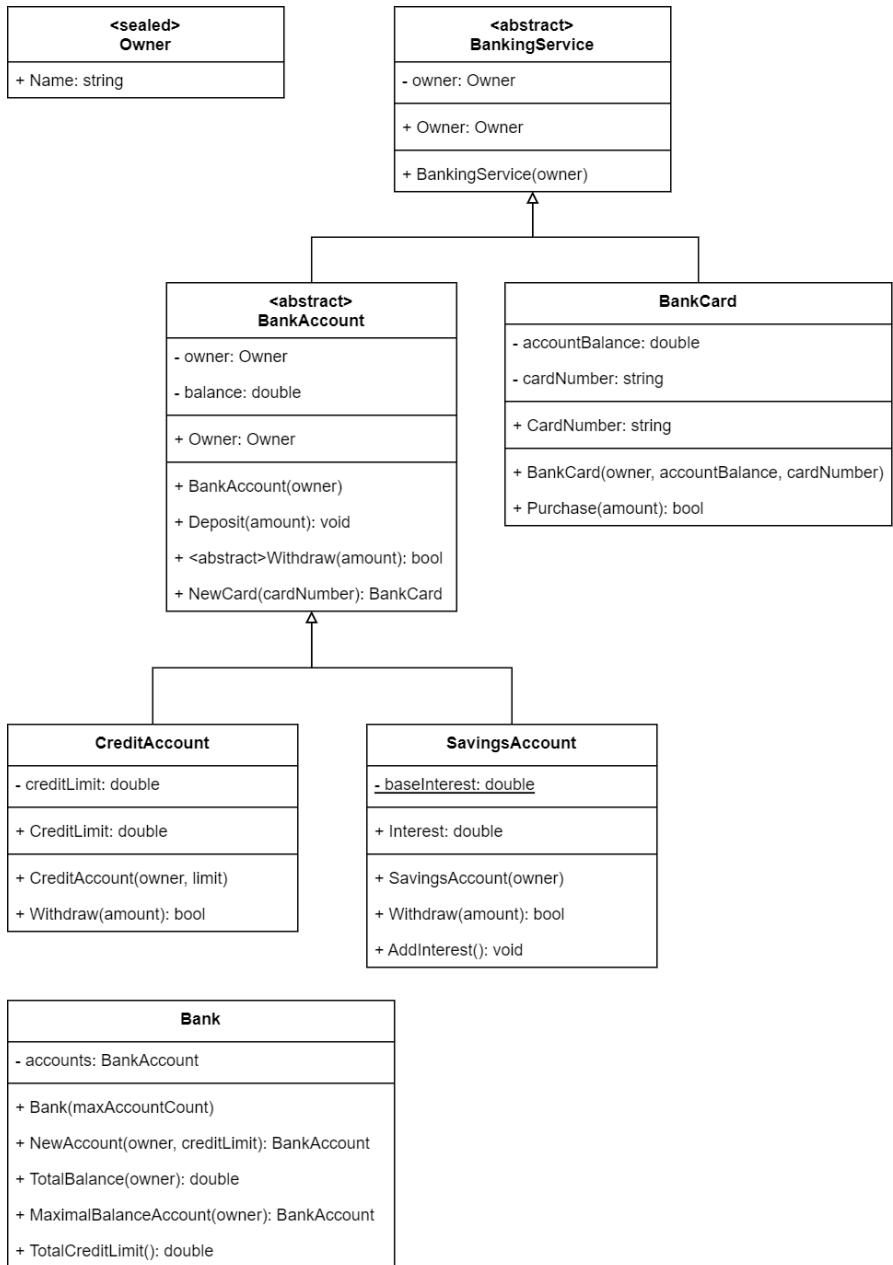 <sealed>
Owner
+ Name: string
<abstract>
BankingService
- owner: Owner
+ Owner: Owner
+ BankingService(owner)
<abstract>
BankAccount
- owner: Owner
- balance: double
+ Owner: Owner
+ BankAccount(owner)
+ Deposit(amount): void
+ <abstract>Withdraw(amount): bool
+ NewCard(cardNumber): BankCard
BankCard
- accountBalance: double
- cardNumber: string
+ CardNumber: string
+ BankCard(owner, accountBalance, cardNumber)
+ Purchase(amount): bool
CreditAccount
- creditLimit: double
+ CreditLimit: double
+ CreditAccount(owner, limit)
+ Withdraw(amount): bool
SavingsAccount
- baseInterest: double
+ Interest: double
+ SavingsAccount(owner)
+ Withdraw(amount): bool
+ AddInterest(): void
Bank
- accounts: BankAccount
+ Bank(maxAccountCount)
+ NewAccount(owner, creditLimit): BankAccount
+ TotalBalance(owner): double
+ MaximalBalanceAccount(owner): BankAccount
+ TotalCreditLimit(): double